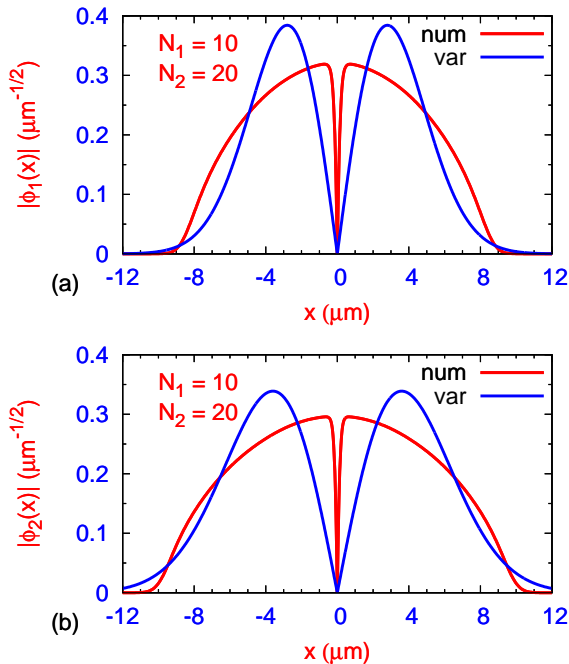 0.4
0.3
0.2
0.1
0
|ϕ1(x)| (μm-1/2)
N1 = 10
N2 = 20
num
var
-12 -8 -4 0 4 8 12
(a)
x (μm)
0.4
0.3
0.2
0.1
0
|ϕ2(x)| (μm-1/2)
N1 = 10
N2 = 20
num
var
-12 -8 -4 0 4 8 12
(b)
x (μm)